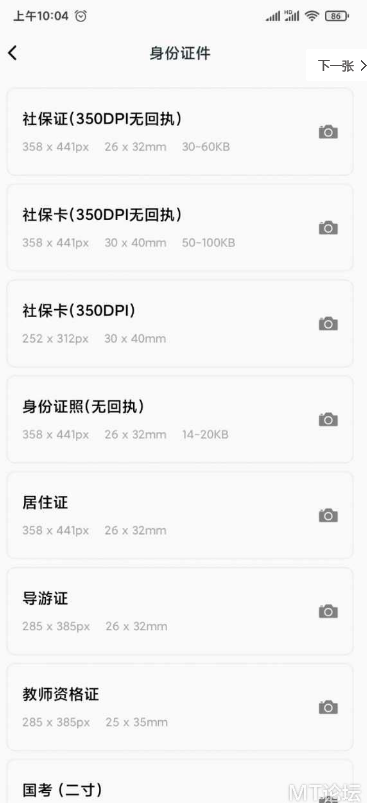 上午10:04
HD
86
身份证件
下一张
社保证(350DPI无回执)
358 x 441px 26 x 32mm 30-60KB
社保卡(350DPI无回执)
358 x 441px 30 x 40mm 50-100KB
社保卡(350DPI)
252 x 312px 30 x 40mm
身份证照(无回执)
358 x 441px 26 x 32mm 14-20KB
居住证
358 x 441px 26 x 32mm
导游证
285 x 385px 26 x 32mm
教师资格证
285 x 385px 25 x 35mm
国考 (二寸)
MT论坛